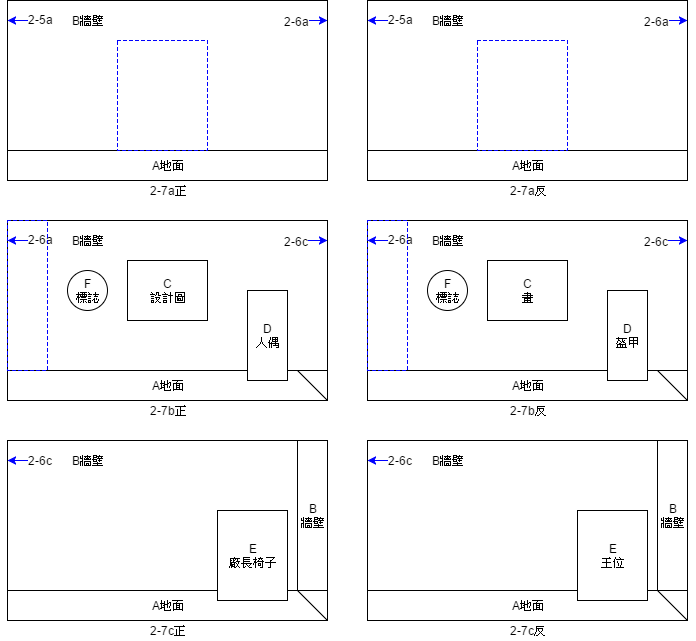 2-5a B牆壁 2-6a
A地面
2-7a正
2-5a B牆壁 2-6a
A地面
2-7a反
2-6a B牆壁 2-6c
F
標誌
C
設計圖
D
人偶
A地面
2-7b正
2-6a B牆壁 2-6c
F
標誌
C
畫
D
盔甲
A地面
2-7b反
2-6c B牆壁
B
牆壁
E
廠長椅子
A地面
2-7c正
2-6c B牆壁
B
牆壁
E
王位
A地面
2-7c反